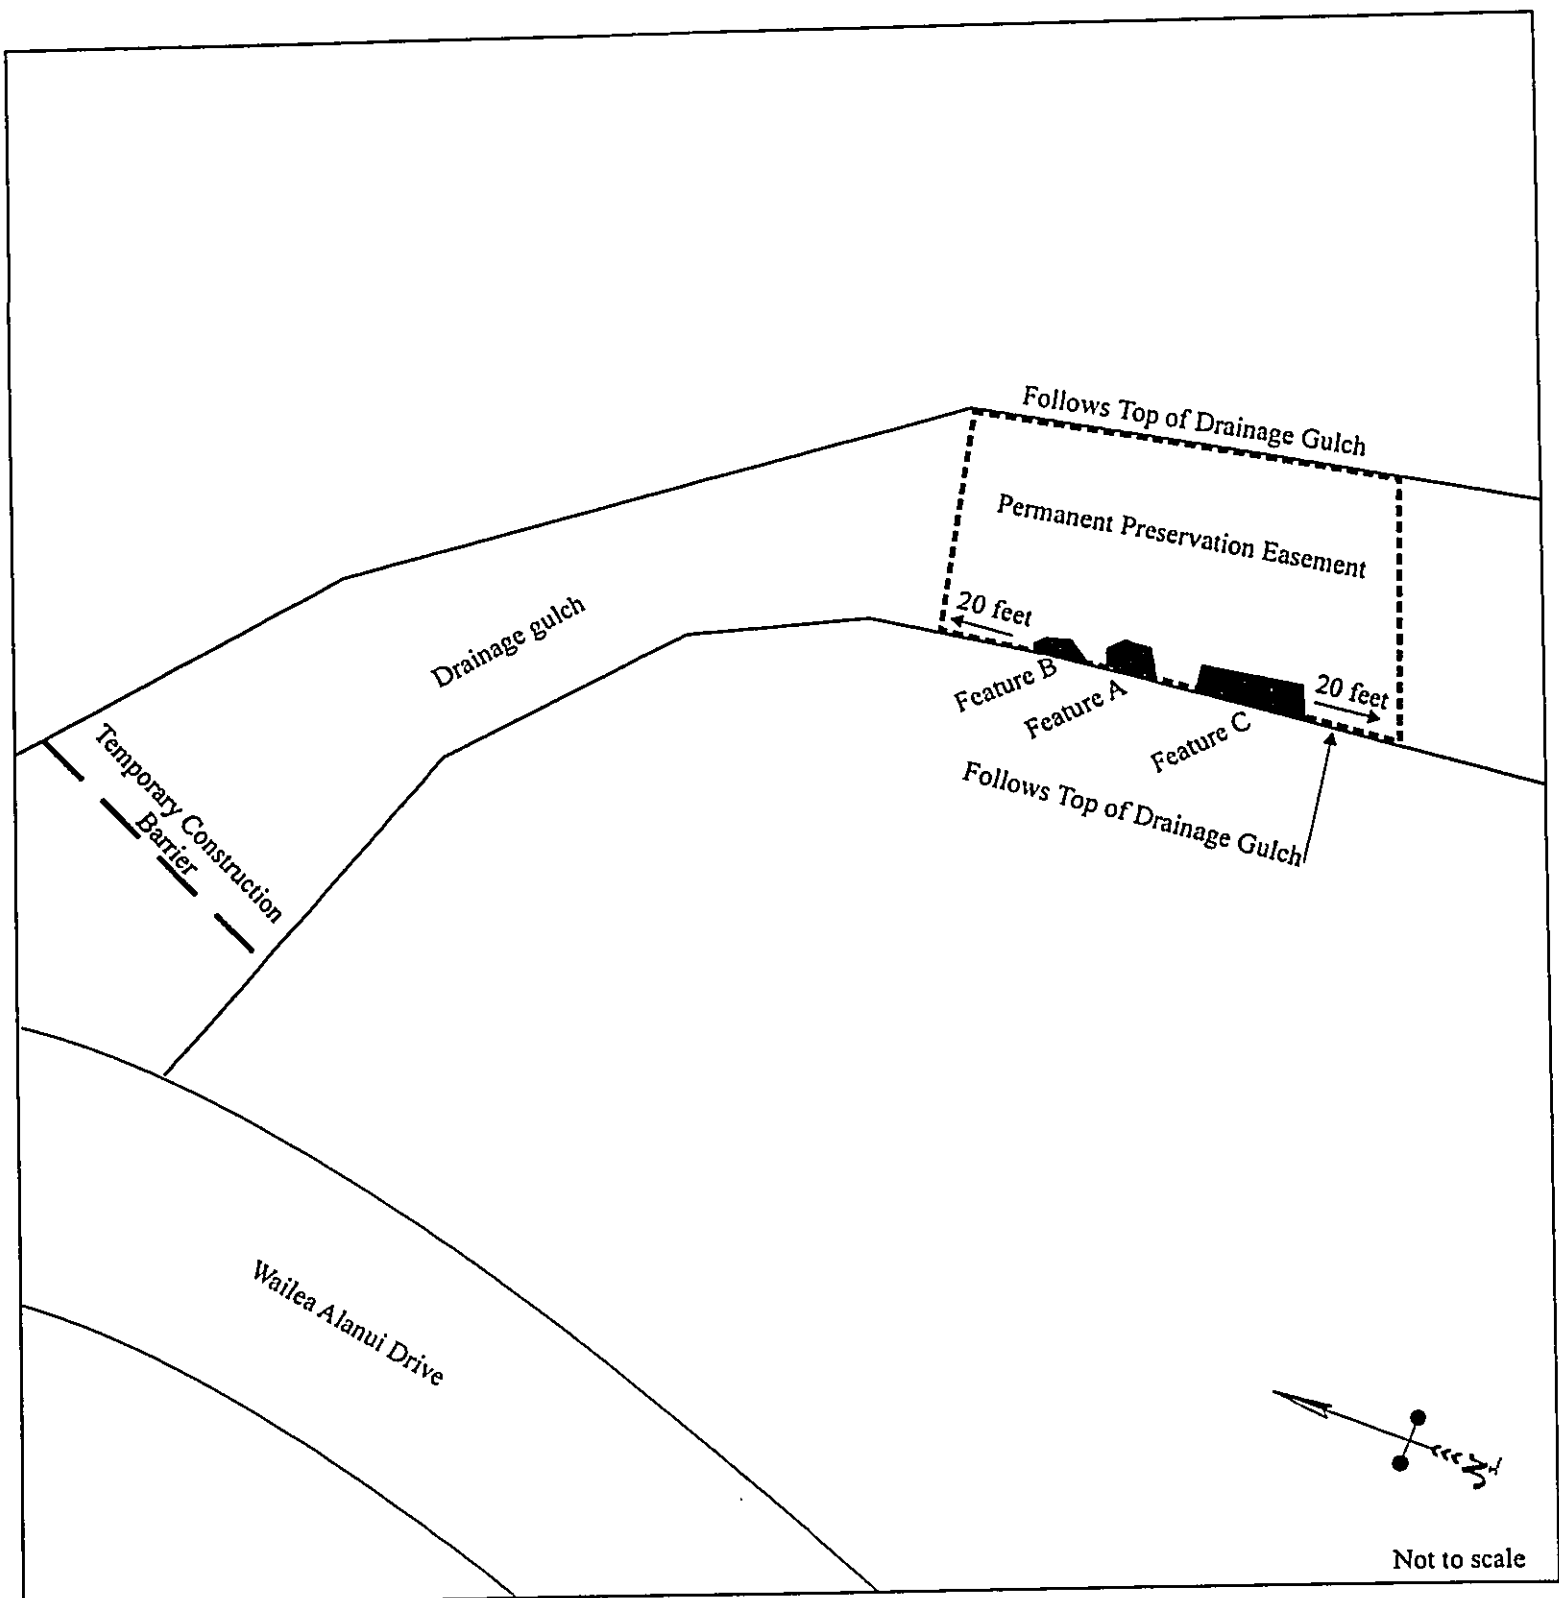 Follows Top of Drainage Gulch
Permanent Preservation Easement
20 feet
Drainage gulch
Feature B
Feature A
20 feet
Feature C
Temporary Construction
Barrier
Follows Top of Drainage Gulch
Wailea Alanui Drive
N
Not to scale